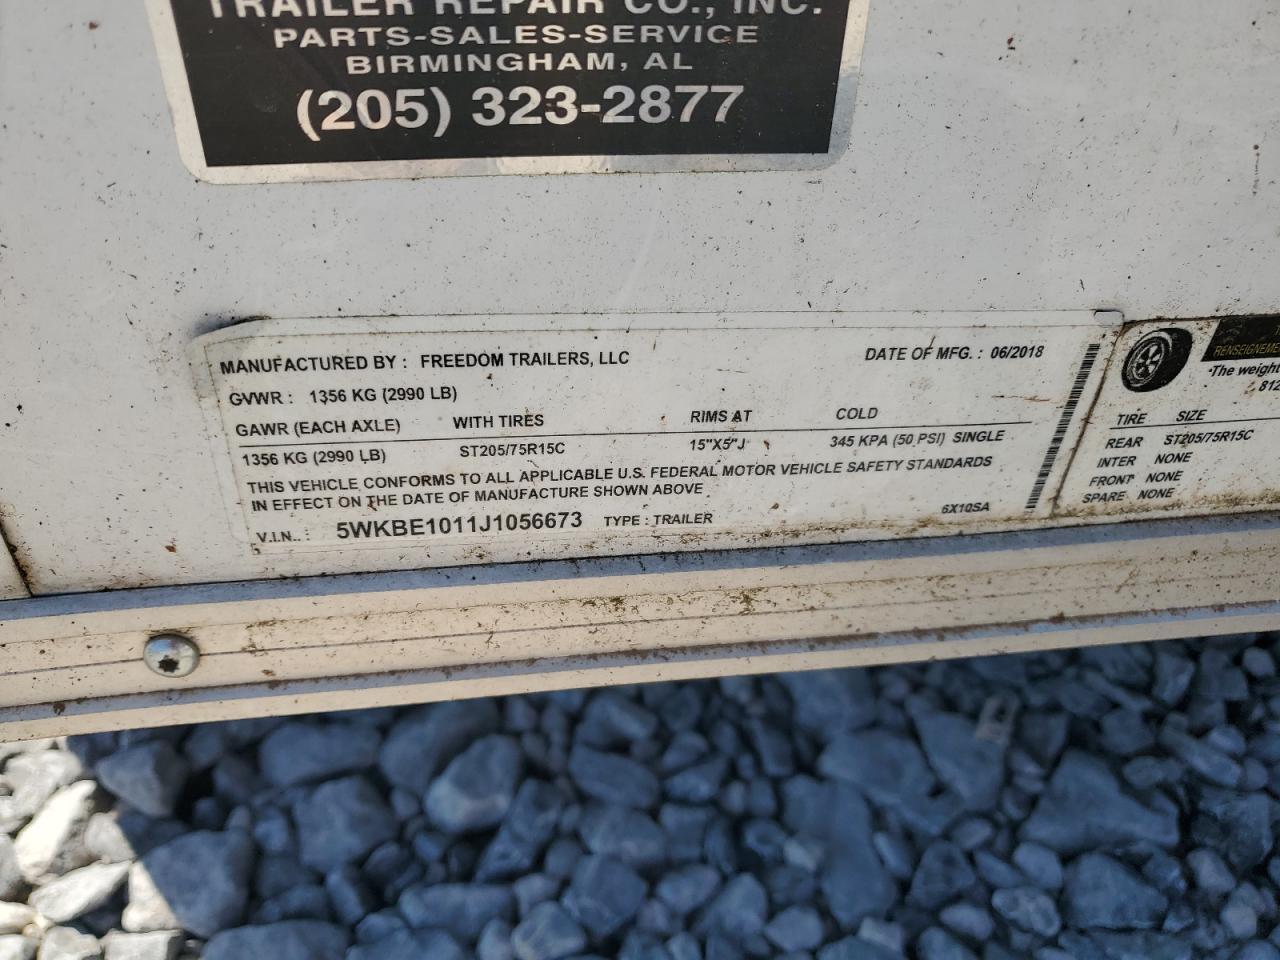 TRAILER REPAIR CO., INC.
PARTS-SALES-SERVICE
BIRMINGHAM, AL
(205) 323-2877
MANUFACTURED BY : FREEDOM TRAILERS, LLC DATE OF MFG. : 06/2018
GVWR : 1356 KG (2990 LB)
GAWR (EACH AXLE) WITH TIRES RIMS AT COLD
1356 KG (2990 LB) ST205/75R15C 15"X5"J 345 KPA (50 PSI) SINGLE
THIS VEHICLE CONFORMS TO ALL APPLICABLE U.S. FEDERAL MOTOR VEHICLE SAFETY STANDARDS
IN EFFECT ON THE DATE OF MANUFACTURE SHOWN ABOVE
V.I.N.. : 5WKBE1011J1056673 TYPE : TRAILER 6X10SA
The weight
812
TIRE SIZE
REAR ST205/75R15C
INTER NONE
FRONT NONE
SPARE NONE